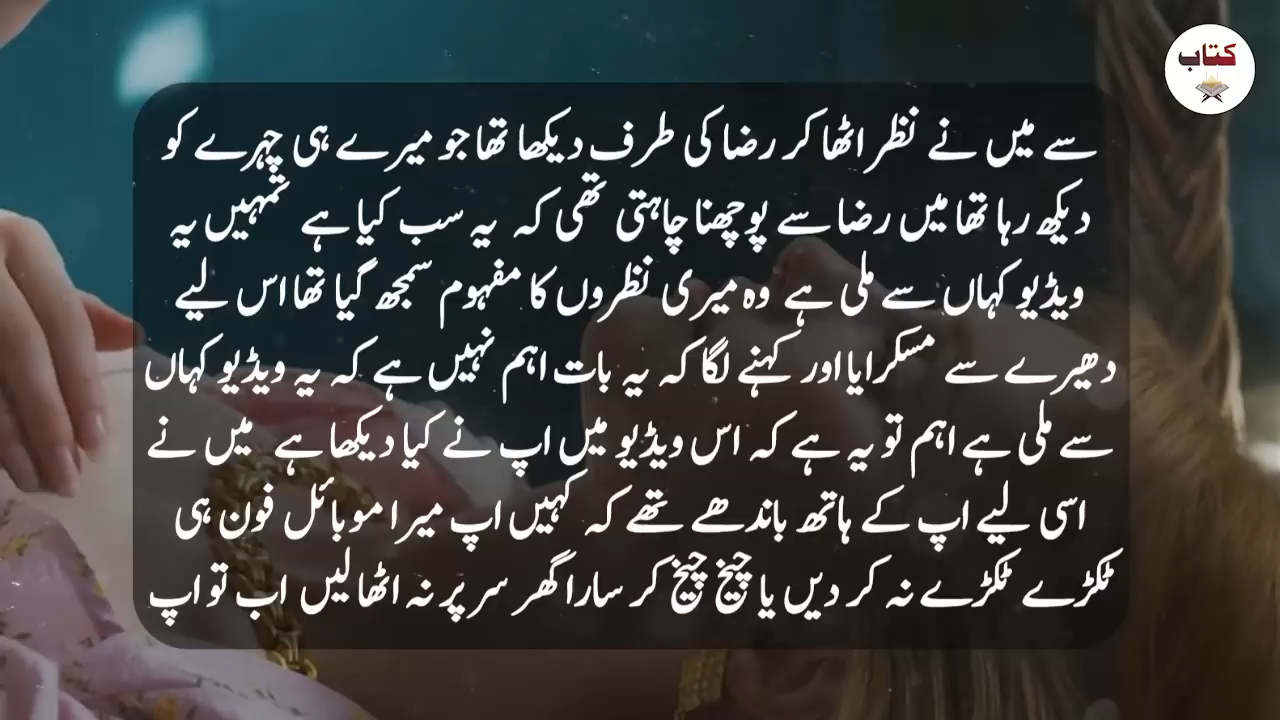 کتاب
سے میں نے نظر اٹھا کر رضا کی طرف دیکھا تھا جو میرے ہی چہرے کو
دیکھ رہا تھا میں رضا سے پوچھنا چاہتی تھی کہ یہ سب کیا ہے تمہیں یہ
ویڈیو کہاں سے ملی ہے وہ میری نظروں کا مفہوم سمجھ گیا تھا اس لیے
دھیرے سے مسکرایا اور کہنے لگا کہ یہ بات اہم نہیں ہے کہ یہ ویڈیو کہاں
سے ملی ہے اہم تو یہ ہے کہ اس ویڈیو میں اپ نے کیا دیکھا ہے میں نے
اسی لیے اپ کے ہاتھ باندھے تھے کہ کہیں اپ میرا موبائل فون ہی
ٹکڑے ٹکڑے نہ کر دیں یا چیخ چیخ کر سارا گھر سر پر نہ اٹھا لیں اب تو اپ